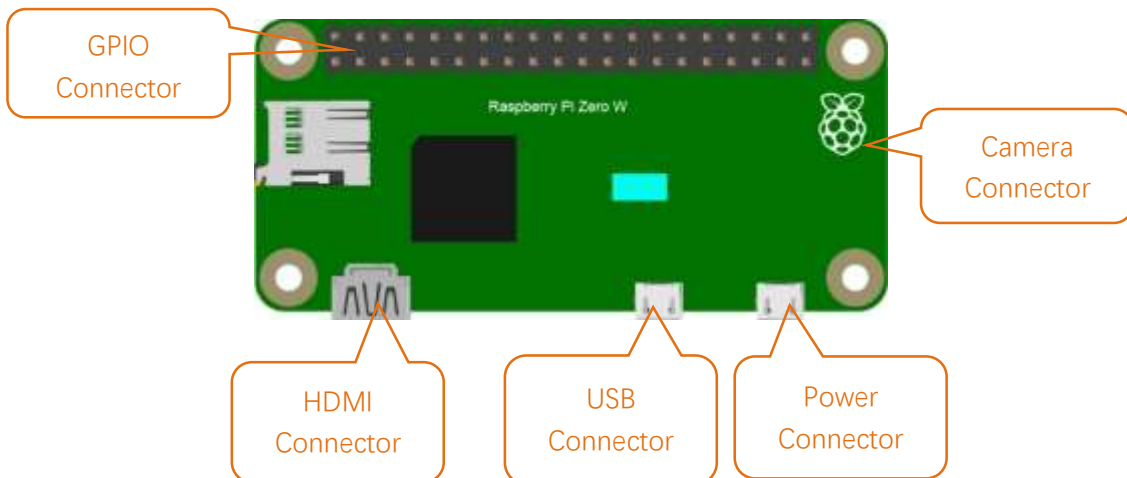 GPIO
Connector
Raspberry Pi Zero W
Camera
Connector
HDMI
Connector
USB
Connector
Power
Connector